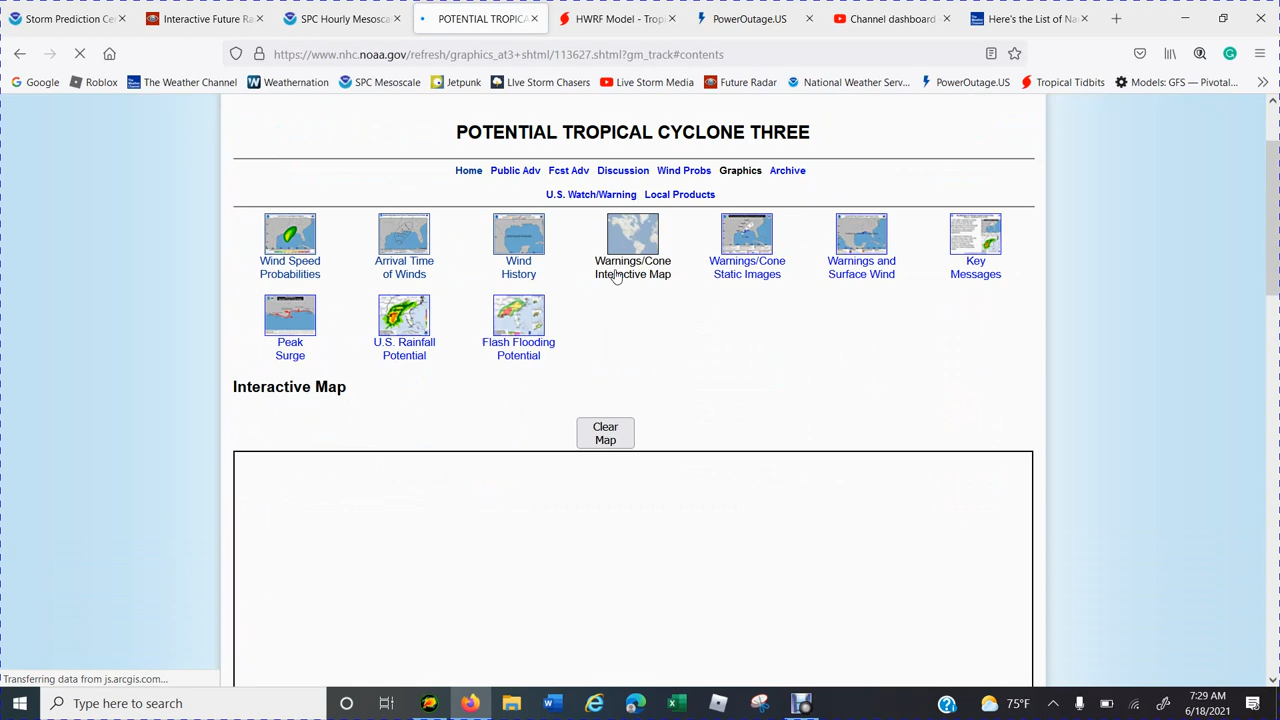 Storm Prediction Ce
Interactive Future Ra
SPC Hourly Mesosca
POTENTIAL TROPICA
HWRF Model - Trop
PowerOutage.US
Channel dashboard
Here's the List of Na
https://www.nhc.noaa.gov/refresh/graphics_at3+shtml/113627.shtml?gm_track#contents
Google
Roblox
The Weather Channel
Weathernation
SPC Mescale
Jetpunk
LIve Storm Chasers
Live Storm Media
Future Radar
National Weather Serv...
PowerOutage.US
Tropical Tidbits
Models: GFS — Pivotal...
POTENTIAL TROPICAL CYCLONE THREE
Home Public Adv Fcst Adv Discussion Wind Probs Graphics Archive
U.S. Watch/Warning Local Products
Wind Speed
Probabilities
Arrival Time
of Winds
Wind
History
Warnings/Cone
Interactive Map
Warnings/Cone
Static Images
Warnings and
Surface Wind
Key
Messages
Peak
Surge
U.S. Rainfall
Potential
Flash Flooding
Potential
Interactive Map
Clear
Map
Transferring data from js.arcgis.com...
Type here to search
75°F
7:29 AM
6/18/2021